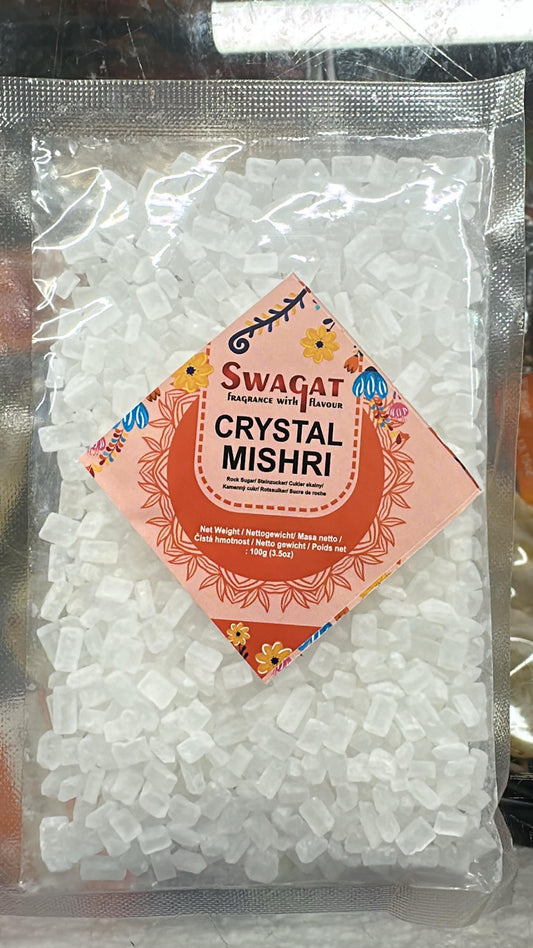 SWAGAT
FRAGRANCE WITH FLAVOUR
CRYSTAL
MISHRI
Rock Sugar/ Steinzucker/ Cukier skalny/
Kamenný cukr/ Rotssuiker/ Sucre de roche
Net Weight / Nettogewicht/ Masa netto /
Čistá hmotnost / Netto gewicht / Poids net
: 100g (3.5oz)